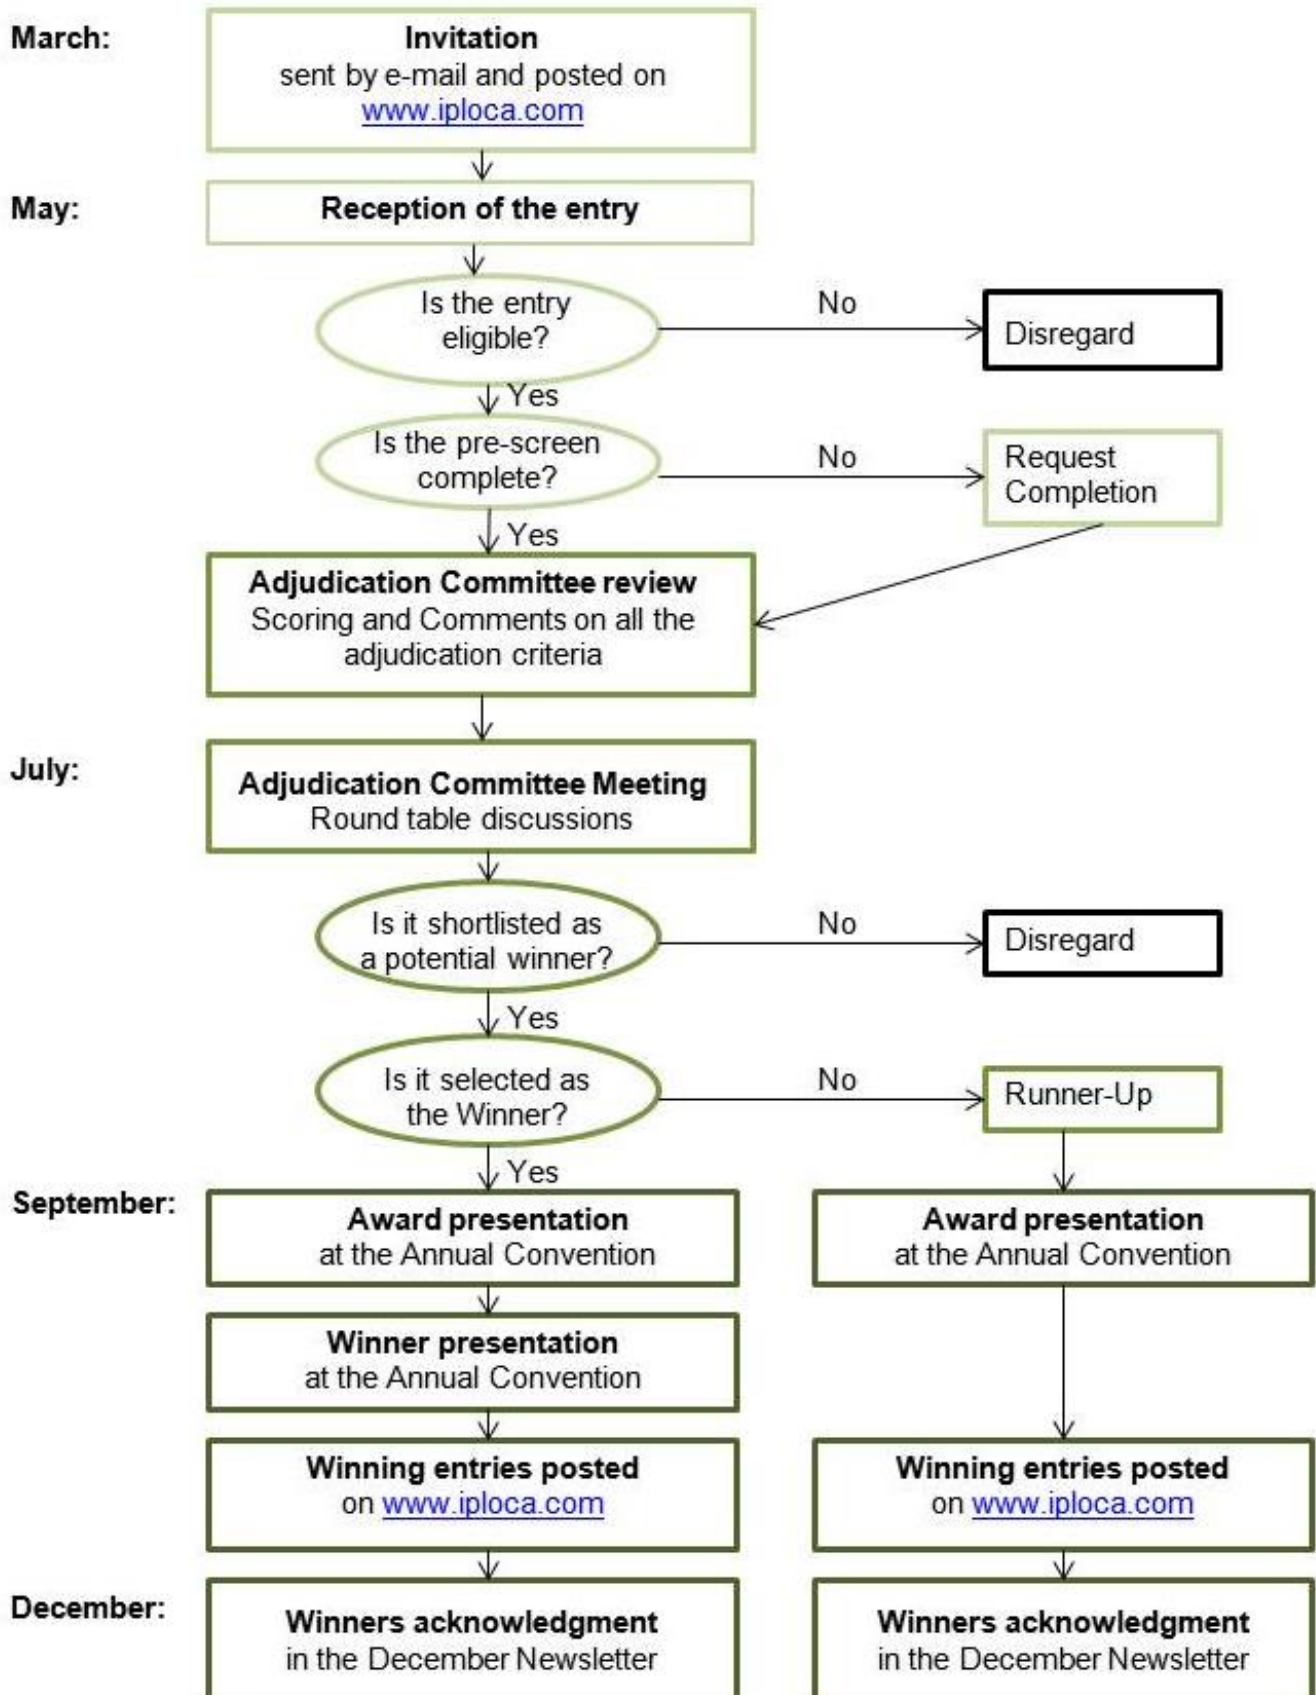 March:
Invitation
sent by e-mail and posted on
www.iploca.com
May:
Reception of the entry
Is the entry
eligible?
No
Disregard
Yes
Is the pre-screen
complete?
No
Request
Completion
Yes
Adjudication Committee review
Scoring and Comments on all the
adjudication criteria
July:
Adjudication Committee Meeting
Round table discussions
Is it shortlisted as
a potential winner?
No
Disregard
Yes
Is it selected as
the Winner?
No
Runner-Up
Yes
September:
Award presentation
at the Annual Convention
Award presentation
at the Annual Convention
Winner presentation
at the Annual Convention
Winning entries posted
on www.iploca.com
Winning entries posted
on www.iploca.com
December:
Winners acknowledgment
in the December Newsletter
Winners acknowledgment
in the December Newsletter